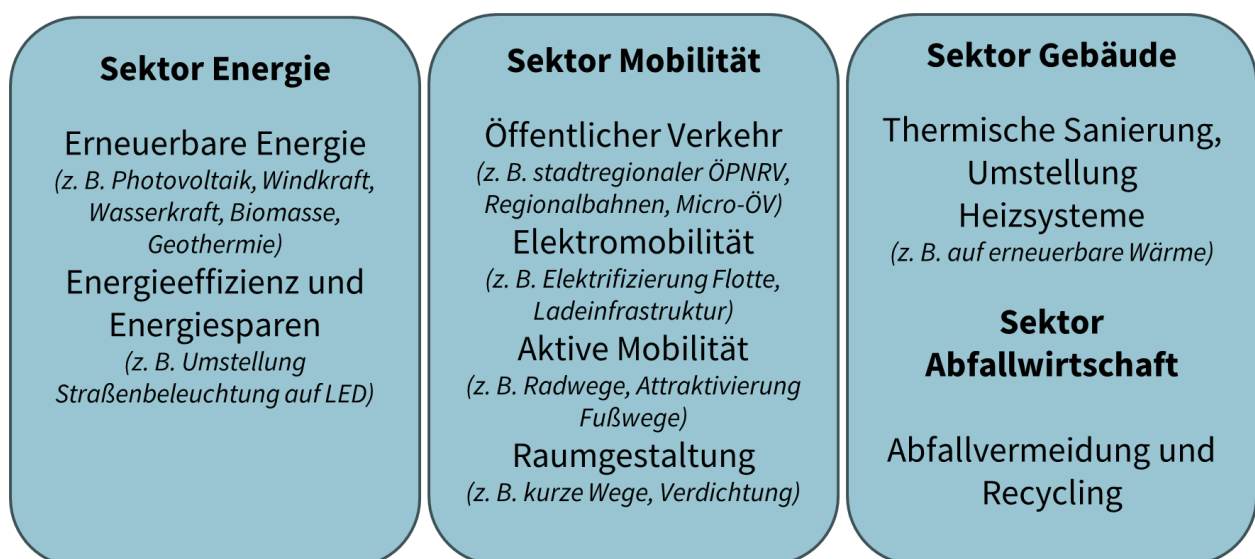 Sektor Energie
Erneuerbare Energie
(z. B. Photovoltaik, Windkraft,
Wasserkraft, Biomasse,
Geothermie)
Energieeffizienz und
Energiesparen
(z. B. Umstellung
Straßenbeleuchtung auf LED)
Sektor Mobilität
Öffentlicher Verkehr
(z. B. stadtregionaler ÖPNRV,
Regionalbahnen, Micro-ÖV)
Elektromobilität
(z. B. Elektrifizierung Flotte,
Ladeinfrastruktur)
Aktive Mobilität
(z. B. Radwege, Attraktivierung
Fußwege)
Raumgestaltung
(z. B. kurze Wege, Verdichtung)
Sektor Gebäude
Thermische Sanierung,
Umstellung
Heizsysteme
(z. B. auf erneuerbare Wärme)
Sektor
Abfallwirtschaft
Abfallvermeidung und
Recycling